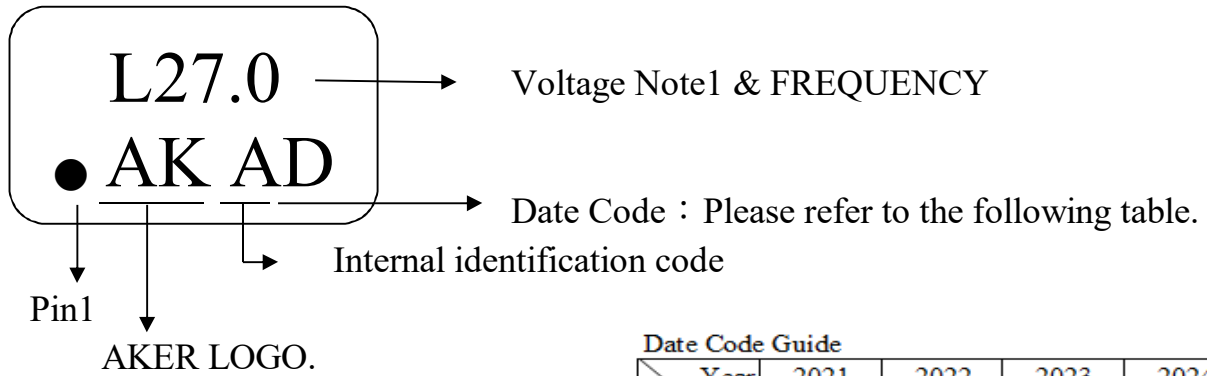 L27.0
Voltage Note1 & FREQUENCY
● AK AD
Date Code：Please refer to the following table.
Internal identification code
Pin1
AKER LOGO.
Date Code Guide